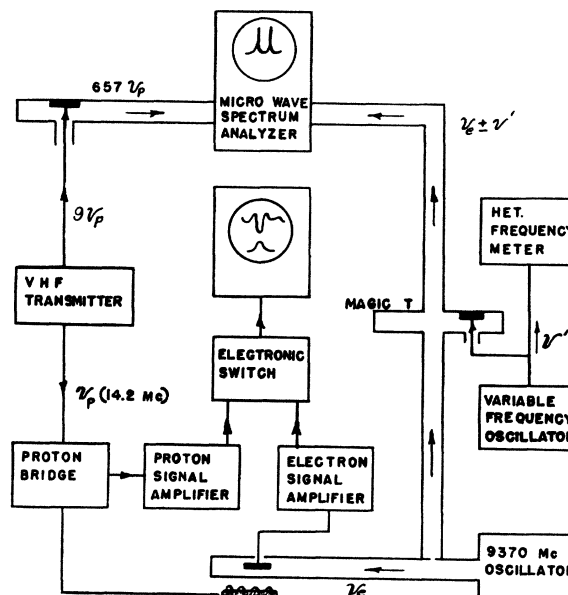 657 νp
MICRO WAVE
SPECTRUM
ANALYZER
νe ± ν'
9νp
HET.
FREQUENCY
METER
VHF
TRANSMITTER
MAGIC T
ν'
ELECTRONIC
SWITCH
νp (14.2 Mc)
VARIABLE
FREQUENCY
OSCILLATOR
PROTON
BRIDGE
PROTON
SIGNAL
AMPLIFIER
ELECTRON
SIGNAL
AMPLIFIER
9370 Mc
OSCILLATOR
νe